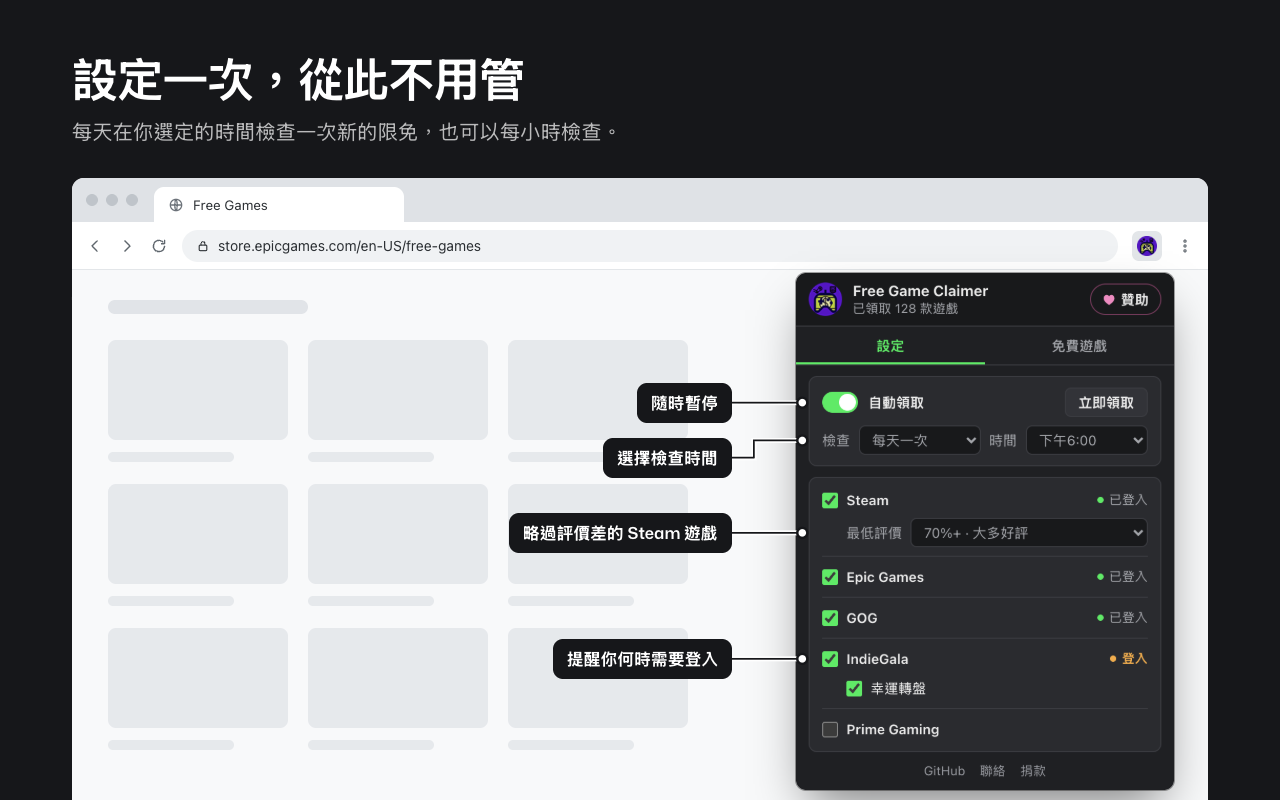 設定一次，從此不用管
每天在你選定的時間檢查一次新的限免，也可以每小時檢查。
Free Games
store.epicgames.com/en-US/free-games
Free Game Claimer
已領取 128 款遊戲
贊助
設定
免費遊戲
隨時暫停
自動領取
立即領取
選擇檢查時間
檢查
每天一次
時間
下午6:00
Steam
已登入
略過評價差的 Steam 遊戲
最低評價
70%+ · 大多好評
Epic Games
已登入
GOG
已登入
提醒你何時需要登入
IndieGala
登入
幸運轉盤
Prime Gaming
GitHub
聯絡
捐款